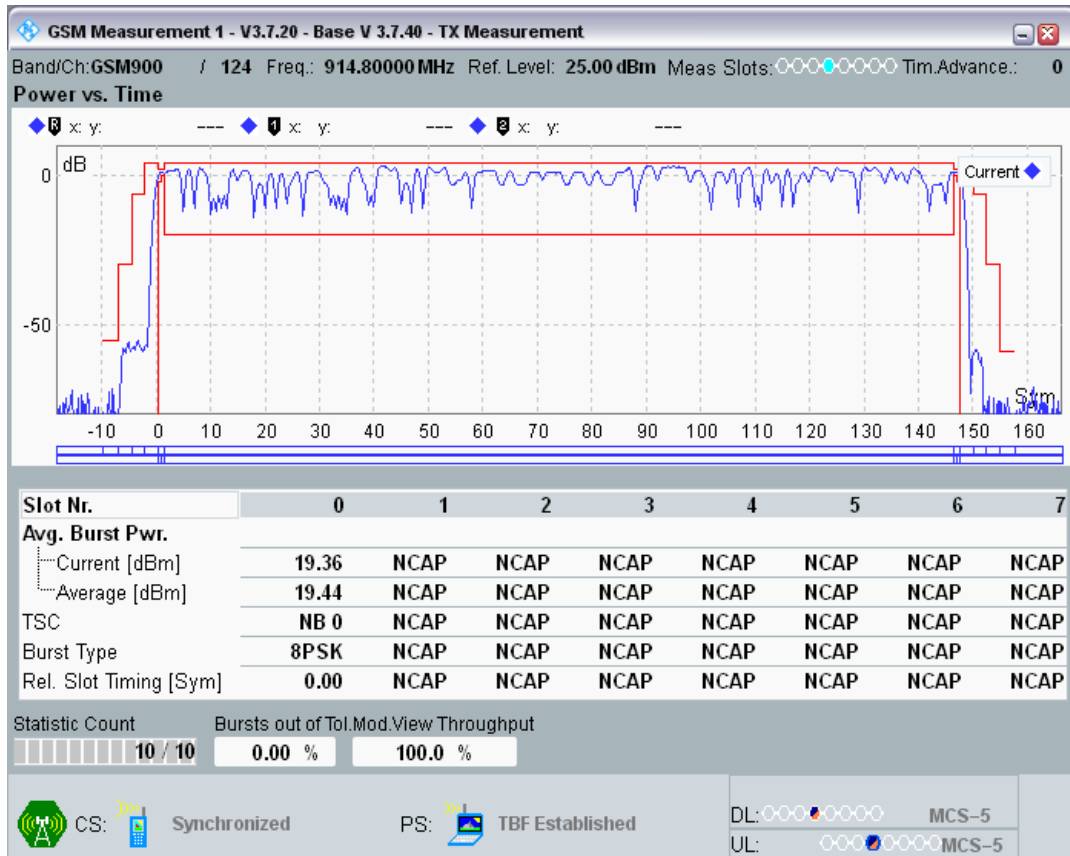 GSM Measurement 1 - V3.7.20 - Base V 3.7.40 - TX Measurement
Band/Ch:GSM900 / 124 Freq.: 914.80000 MHz Ref. Level: 25.00 dBm Meas Slots: Tim.Advance.: 0
Power vs. Time
R x: y: --- 1 x: y: --- 2 x: y: ---
dB
Current
0
-50
Sym
-10 0 10 20 30 40 50 60 70 80 90 100 110 120 130 140 150 160
Slot Nr. 0 1 2 3 4 5 6 7
Avg. Burst Pwr.
Current [dBm] 19.36 NCAP NCAP NCAP NCAP NCAP NCAP NCAP
Average [dBm] 19.44 NCAP NCAP NCAP NCAP NCAP NCAP NCAP
TSC NB 0 NCAP NCAP NCAP NCAP NCAP NCAP NCAP
Burst Type 8PSK NCAP NCAP NCAP NCAP NCAP NCAP NCAP
Rel. Slot Timing [Sym] 0.00 NCAP NCAP NCAP NCAP NCAP NCAP NCAP
Statistic Count Bursts out of Tol. Mod.View Throughput
10 / 10 0.00 % 100.0 %
CS: Synchronized PS: TBF Established
DL: MCS-5
UL: MCS-5